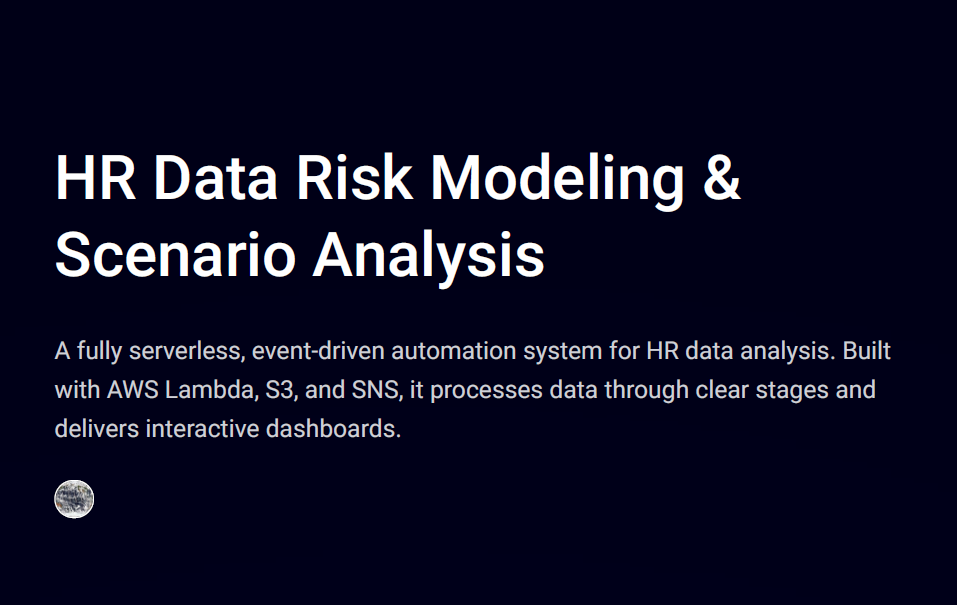 HR Data Risk Modeling &
Scenario Analysis
A fully serverless, event-driven automation system for HR data analysis. Built
with AWS Lambda, S3, and SNS, it processes data through clear stages and
delivers interactive dashboards.